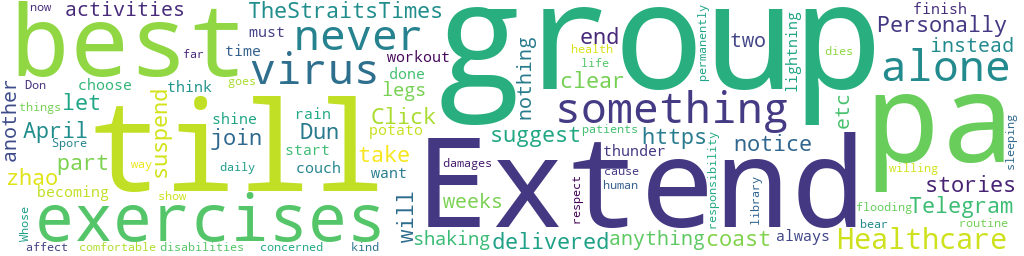 now activities TheStraitsTimes must never best far time virus workout
group permanently two end health life lightning dies finish Personally instead alone
Don choose think done legs nothing clear something etc pa
things let till suspend shine rain Click
another April Spore join Dun potato suggest https notice
zhao part way daily start couch take want patients thunder cause human damages responsibility willing stories
becoming show exercises will Extend weeks respect library flooding Telegram sleeping
Whose affect comfortable disabilities concerned kind shaking delivered anything coast always bear routine Healthcare
goes